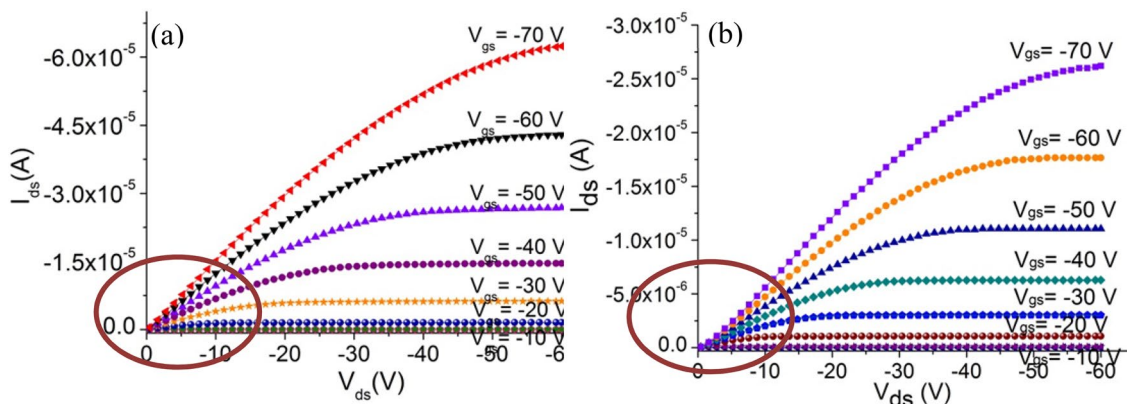 (a)
V_gs= -70 V
V_gs= -60 V
V_gs= -50 V
V_gs= -40 V
V_gs= -30 V
V_gs= -20 V
V_gs= -10 V
-6.0x10⁻⁵
-4.5x10⁻⁵
-3.0x10⁻⁵
-1.5x10⁻⁵
0.0
I_ds(A)
0 -10 -20 -30 -40 -50 -60
V_ds(V)
(b)
V_gs= -70 V
V_gs= -60 V
V_gs= -50 V
V_gs= -40 V
V_gs= -30 V
V_gs= -20 V
V_gs= -10 V
-3.0x10⁻⁵
-2.5x10⁻⁵
-2.0x10⁻⁵
-1.5x10⁻⁵
-1.0x10⁻⁵
-5.0x10⁻⁶
0.0
I_ds (A)
0 -10 -20 -30 -40 -50 -60
V_ds (V)